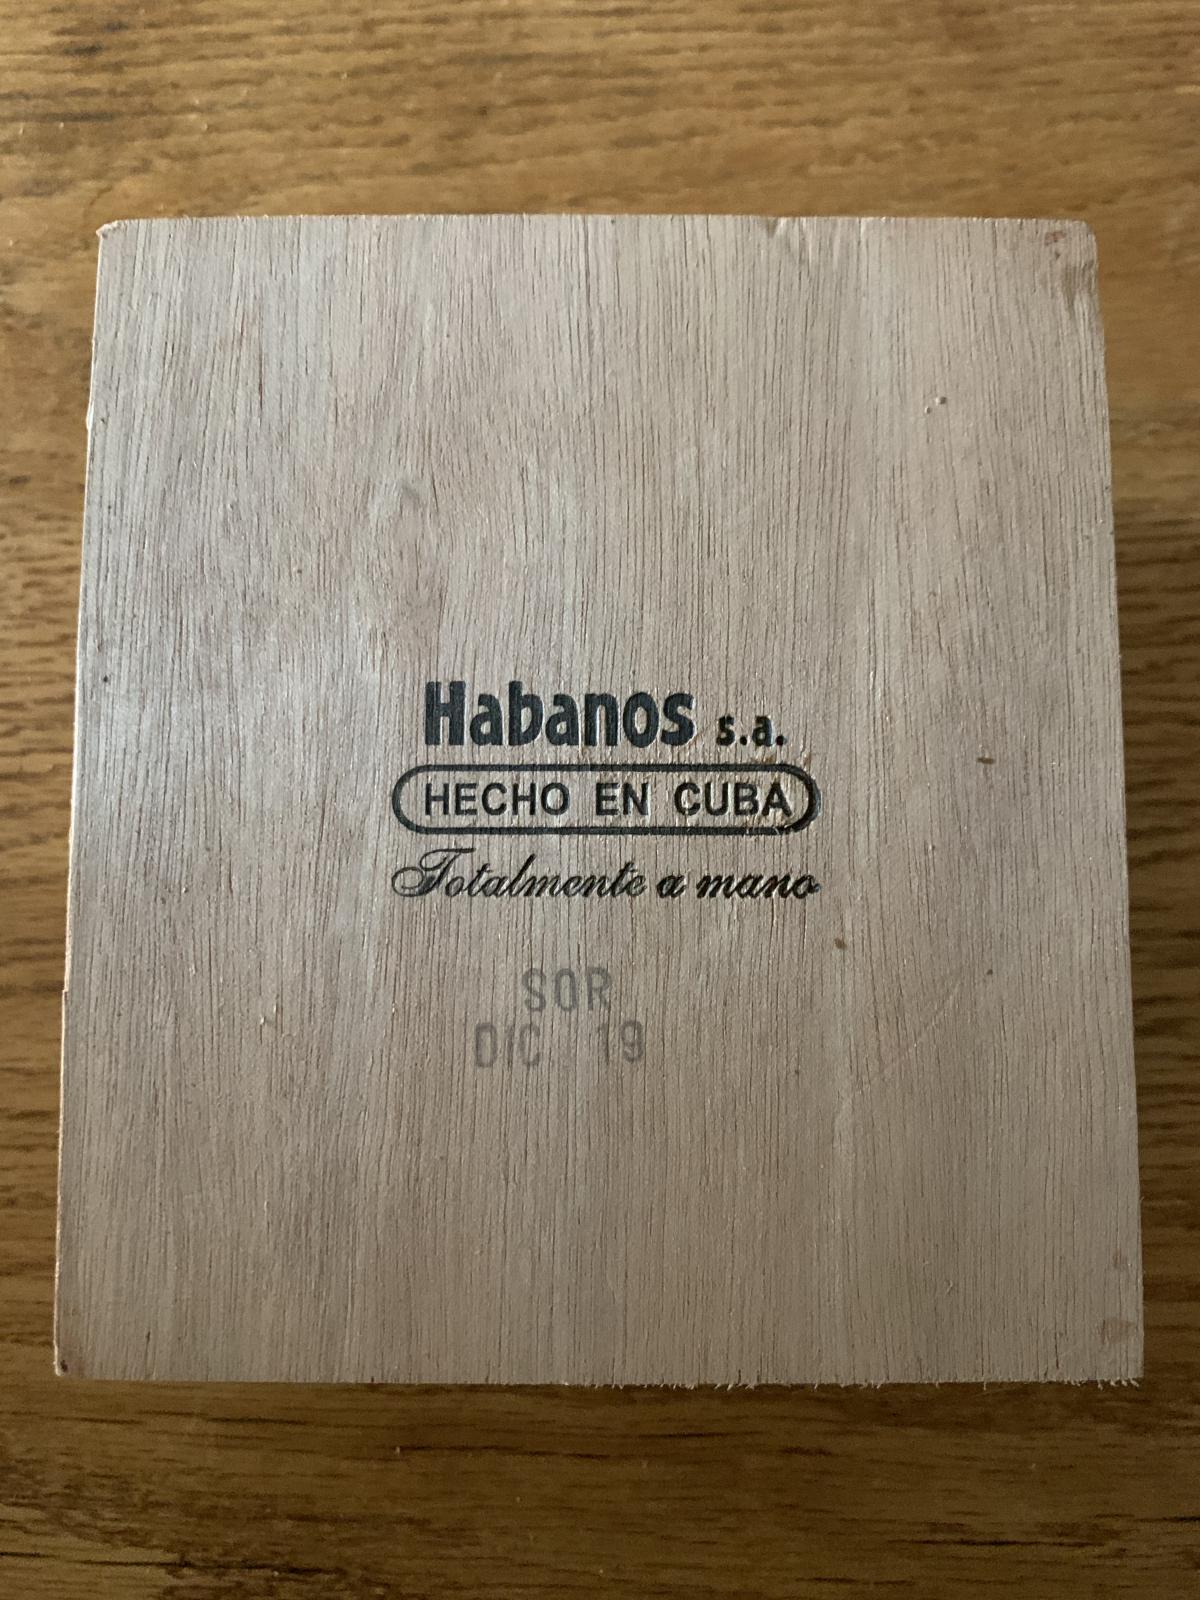 Habanos s.a.
HECHO EN CUBA
Totalmente a mano
SOR
DIC 19